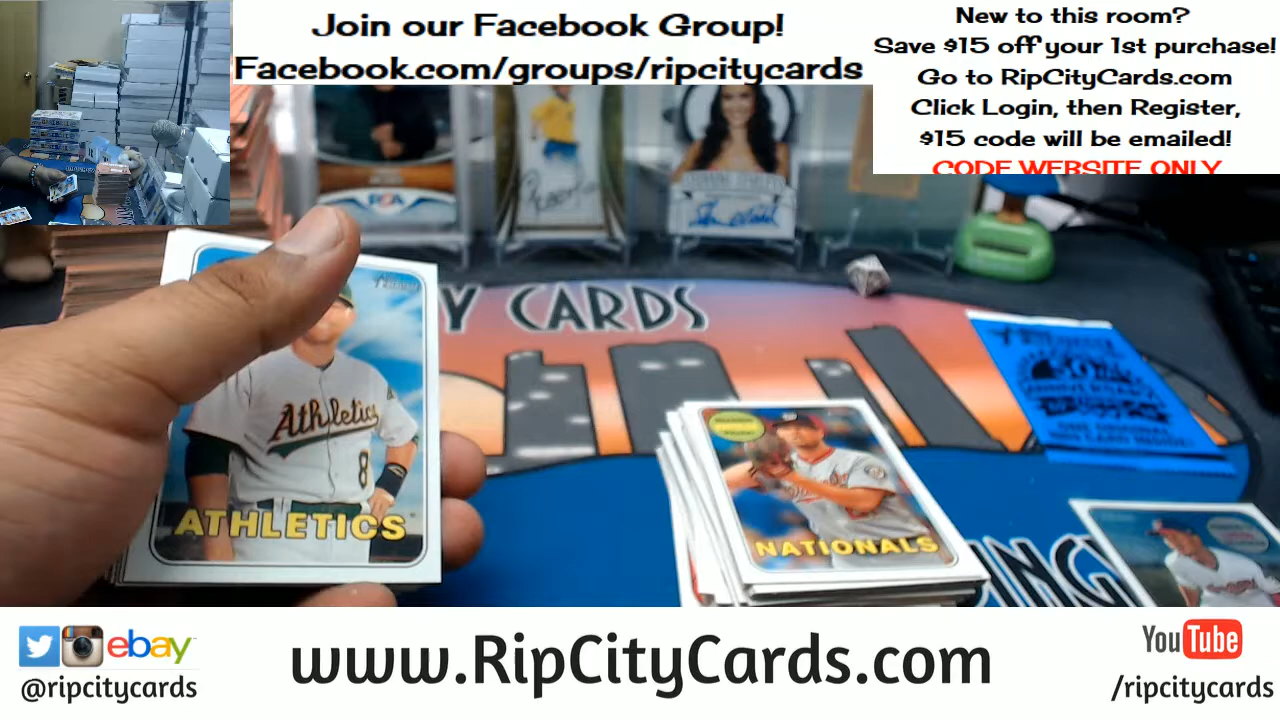 Join our Facebook Group!
Facebook.com/groups/ripcitycards
New to this room?
Save $15 off your 1st purchase!
Go to RipCityCards.com
Click Login, then Register,
$15 code will be emailed!
CODE WEBSITE ONLY
Y CARDS
Athletics
8
ATHLETICS
NATIONALS
ebay
@ripcitycards
www.RipCityCards.com
YouTube
/ripcitycards